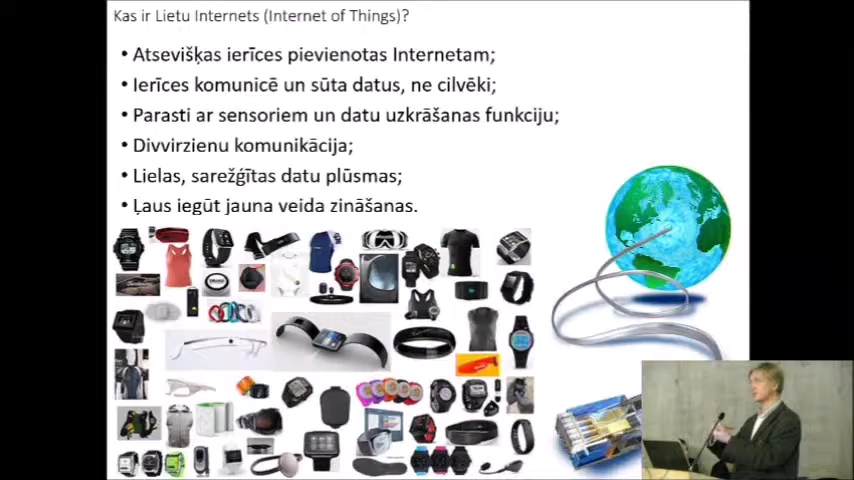 Kas ir Lietu Internets (Internet of Things)?
• Atsevišķas ierīces pievienotas Internetam;
• Ierīces komunicē un sūta datus, ne cilvēki;
• Parasti ar sensoriem un datu uzkrāšanas funkciju;
• Divvirzienu komunikācija;
• Lielas, sarežģītas datu plūsmas;
• Ļaus iegūt jauna veida zināšanas.